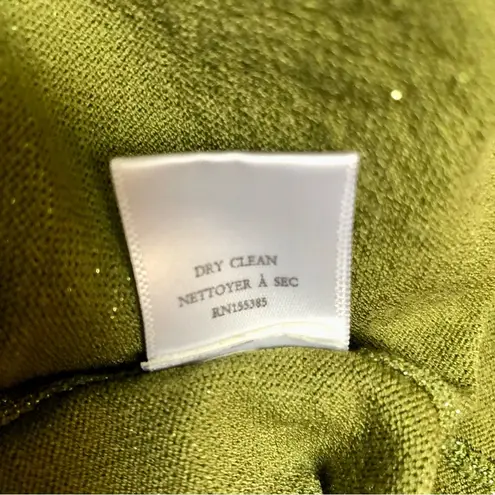 DRY CLEAN
NETTOYER À SEC
RN155385